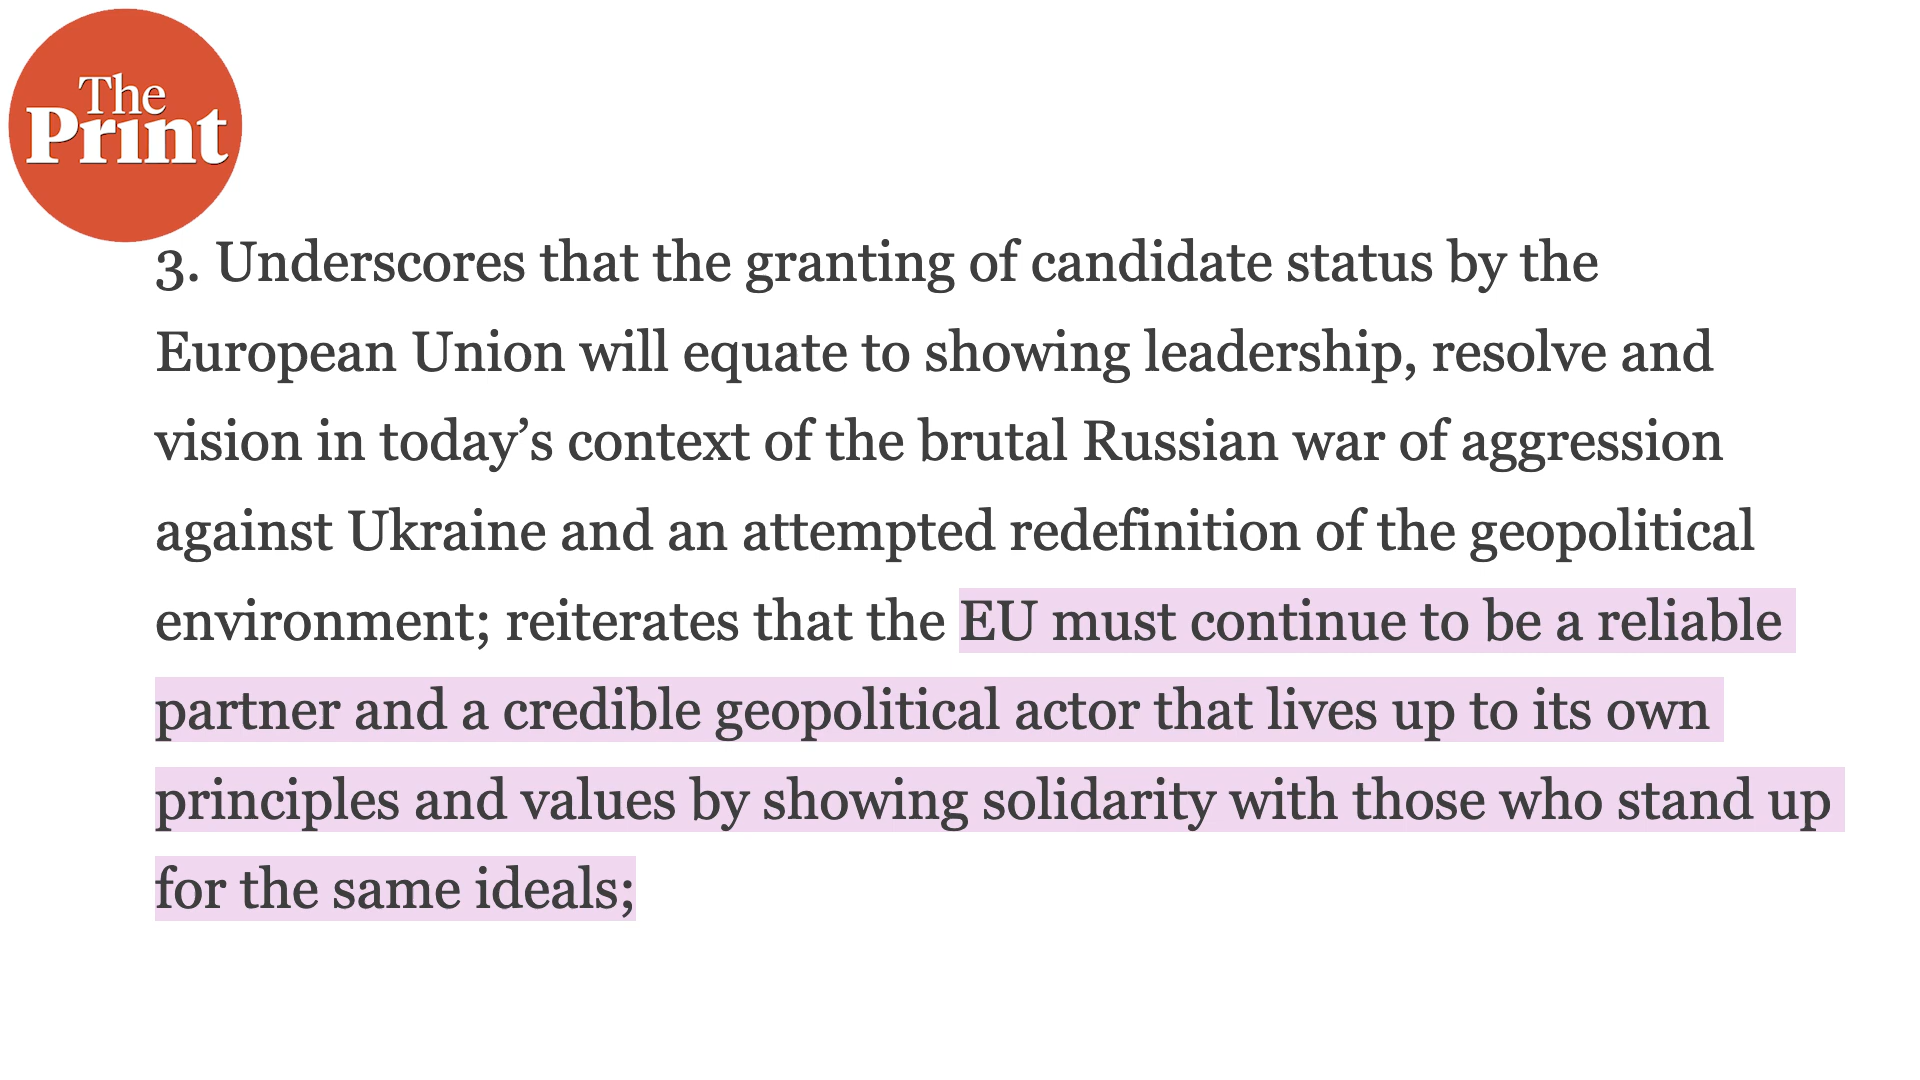 The
Print
3. Underscores that the granting of candidate status by the
European Union will equate to showing leadership, resolve and
vision in today’s context of the brutal Russian war of aggression
against Ukraine and an attempted redefinition of the geopolitical
environment; reiterates that the EU must continue to be a reliable
partner and a credible geopolitical actor that lives up to its own
principles and values by showing solidarity with those who stand up
for the same ideals;